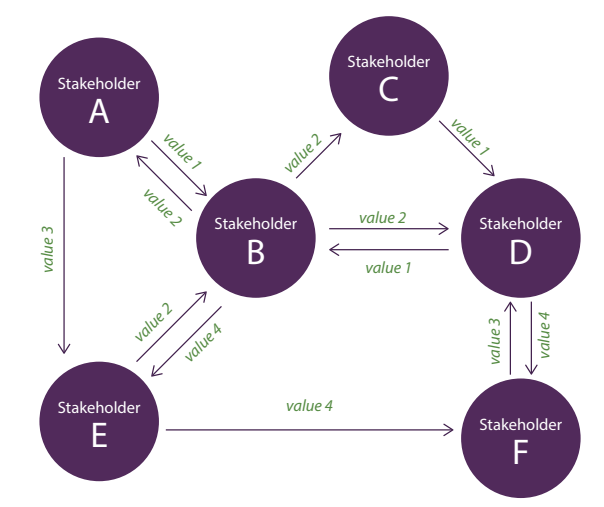 Stakeholder
A
Stakeholder
C
value 1
value 2
value 2
value 1
Stakeholder
B
value 2
value 1
Stakeholder
D
value 3
value 2
value 4
value 3
value 4
Stakeholder
E
value 4
Stakeholder
F